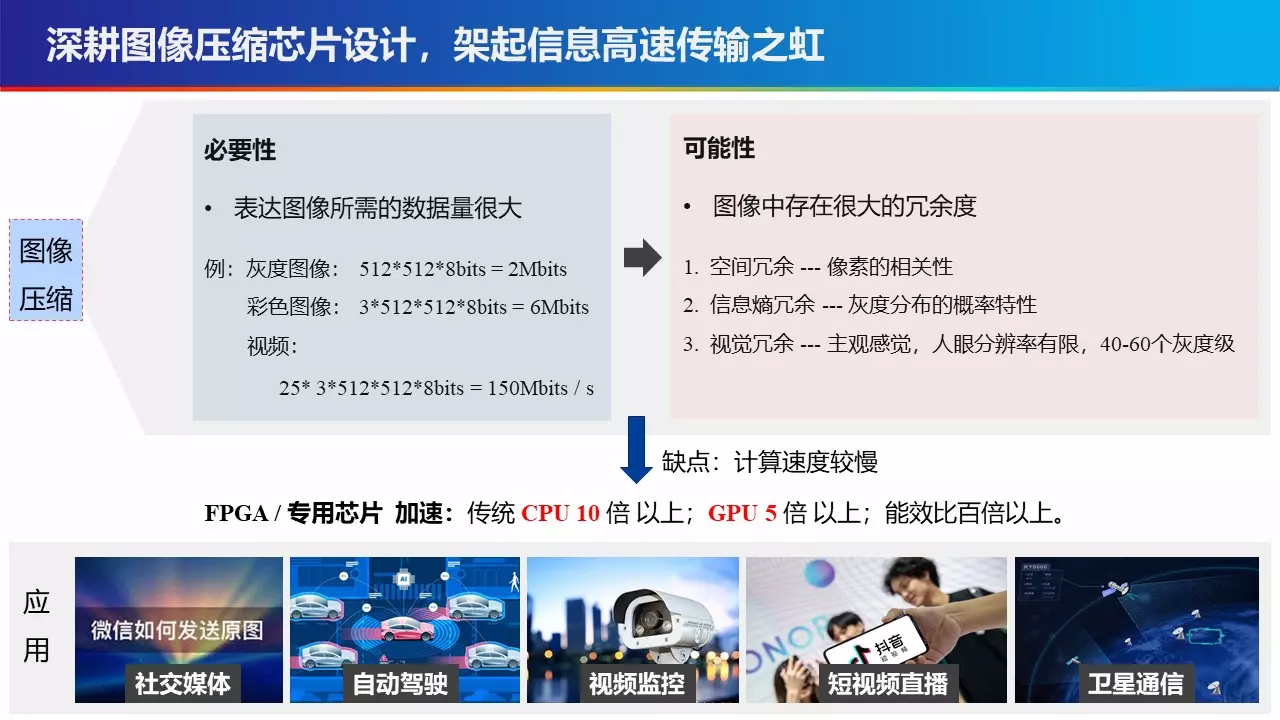 深耕图像压缩芯片设计，架起信息高速传输之虹
图像
压缩
必要性
• 表达图像所需的数据量很大
例：灰度图像： 512*512*8bits = 2Mbits
彩色图像： 3*512*512*8bits = 6Mbits
视频：
25* 3*512*512*8bits = 150Mbits / s
可能性
• 图像中存在很大的冗余度
1. 空间冗余 --- 像素的相关性
2. 信息熵冗余 --- 灰度分布的概率特性
3. 视觉冗余 --- 主观感觉，人眼分辨率有限，40-60个灰度级
缺点：计算速度较慢
FPGA / 专用芯片 加速：传统 CPU 10 倍 以上；GPU 5 倍 以上；能效比百倍以上。
应
用
微信如何发送原图
社交媒体
AI
自动驾驶
视频监控
抖音
短视频直播
卫星通信